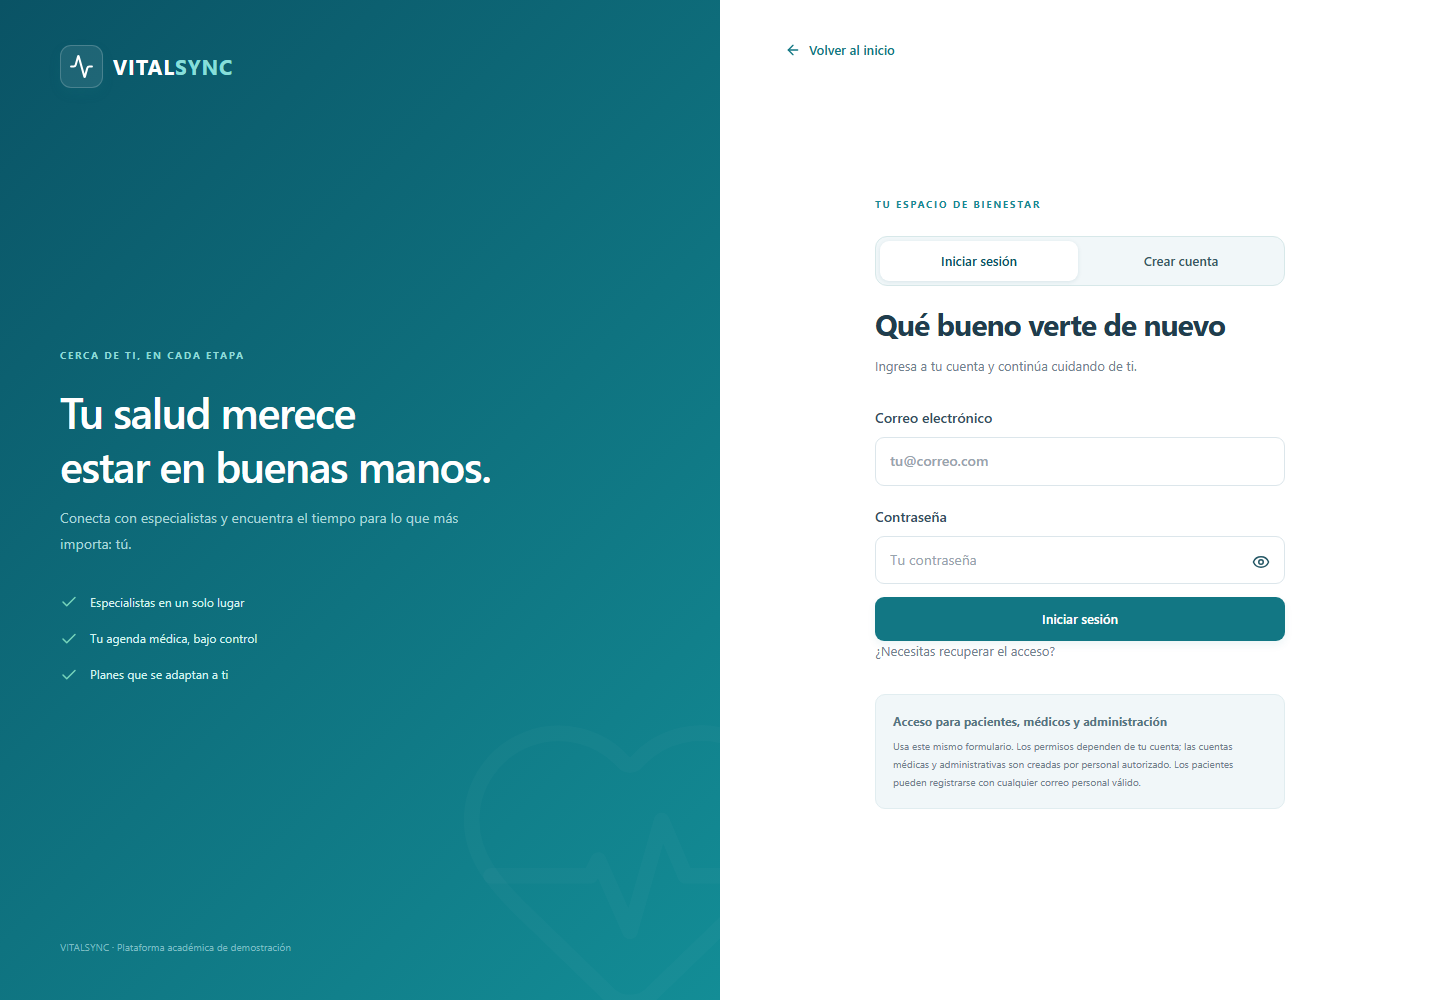 VITALSYNC
CERCA DE TI, EN CADA ETAPA
Tu salud merece
estar en buenas manos.
Conecta con especialistas y encuentra el tiempo para lo que más
importa: tú.
Especialistas en un solo lugar
Tu agenda médica, bajo control
Planes que se adaptan a ti
VITALSYNC · Plataforma académica de demostración
Volver al inicio
TU ESPACIO DE BIENESTAR
Iniciar sesión
Crear cuenta
Qué bueno verte de nuevo
Ingresa a tu cuenta y continúa cuidando de ti.
Correo electrónico
tu@correo.com
Contraseña
Tu contraseña
Iniciar sesión
¿Necesitas recuperar el acceso?
Acceso para pacientes, médicos y administración
Usa este mismo formulario. Los permisos dependen de tu cuenta; las cuentas
médicas y administrativas son creadas por personal autorizado. Los pacientes
pueden registrarse con cualquier correo personal válido.